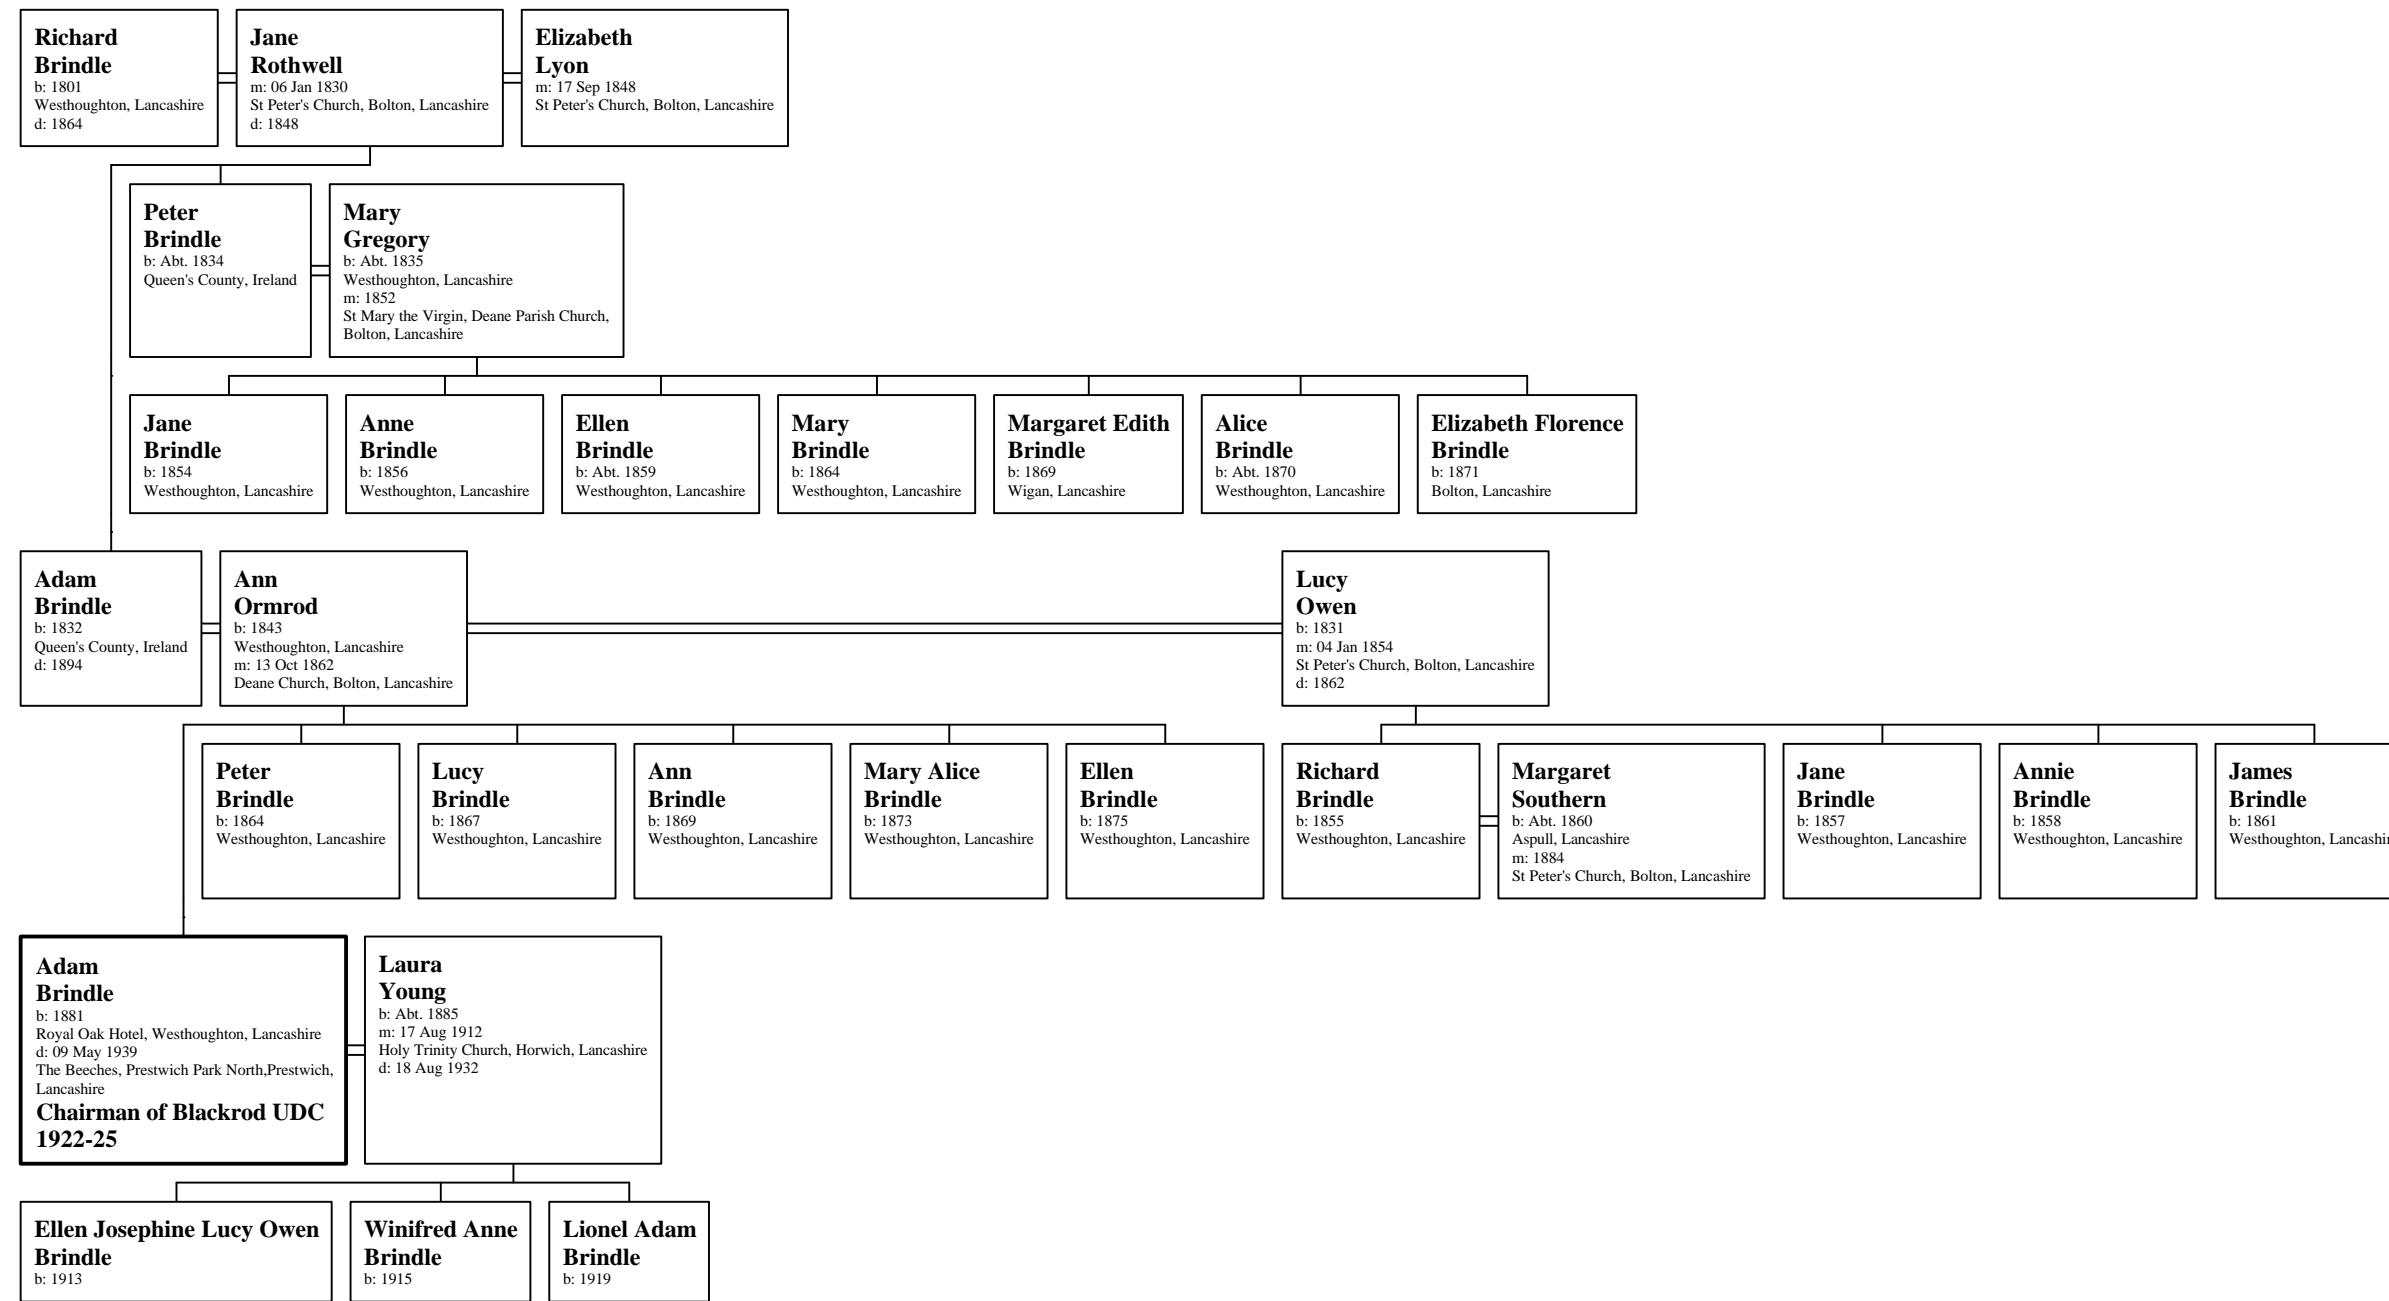 Richard
Brindle
b: 1801
Westhoughton, Lancashire
d: 1864
Jane
Rothwell
m: 06 Jan 1830
St Peter's Church, Bolton, Lancashire
d: 1848
Elizabeth
Lyon
m: 17 Sep 1848
St Peter's Church, Bolton, Lancashire
Peter
Brindle
b: Abt. 1834
Queen's County, Ireland
Mary
Gregory
b: Abt. 1835
Westhoughton, Lancashire
m: 1852
St Mary the Virgin, Deane Parish Church,
Bolton, Lancashire
Jane
Brindle
b: 1854
Westhoughton, Lancashire
Anne
Brindle
b: 1856
Westhoughton, Lancashire
Ellen
Brindle
b: Abt. 1859
Westhoughton, Lancashire
Mary
Brindle
b: 1864
Westhoughton, Lancashire
Margaret Edith
Brindle
b: 1869
Wigan, Lancashire
Alice
Brindle
b: Abt. 1870
Westhoughton, Lancashire
Elizabeth Florence
Brindle
b: 1871
Bolton, Lancashire
Adam
Brindle
b: 1832
Queen's County, Ireland
d: 1894
Ann
Ormrod
b: 1843
Westhoughton, Lancashire
m: 13 Oct 1862
Deane Church, Bolton, Lancashire
Lucy
Owen
b: 1831
m: 04 Jan 1854
St Peter's Church, Bolton, Lancashire
d: 1862
Peter
Brindle
b: 1864
Westhoughton, Lancashire
Lucy
Brindle
b: 1867
Westhoughton, Lancashire
Ann
Brindle
b: 1869
Westhoughton, Lancashire
Mary Alice
Brindle
b: 1873
Westhoughton, Lancashire
Ellen
Brindle
b: 1875
Westhoughton, Lancashire
Richard
Brindle
b: 1855
Westhoughton, Lancashire
Margaret
Southern
b: Abt. 1860
Aspull, Lancashire
m: 1884
St Peter's Church, Bolton, Lancashire
Jane
Brindle
b: 1857
Westhoughton, Lancashire
Annie
Brindle
b: 1858
Westhoughton, Lancashire
James
Brindle
b: 1861
Westhoughton,
Adam
Brindle
b: 1881
Royal Oak Hotel, Westhoughton, Lancashire
d: 09 May 1939
The Beeches, Prestwich Park North,Prestwich,
Lancashire
Chairman of Blackrod UDC
1922-25
Laura
Young
b: Abt. 1885
m: 17 Aug 1912
Holy Trinity Church, Horwich, Lancashire
d: 18 Aug 1932
Ellen Josephine Lucy Owen
Brindle
b: 1913
Winifred Anne
Brindle
b: 1915
Lionel Adam
Brindle
b: 1919